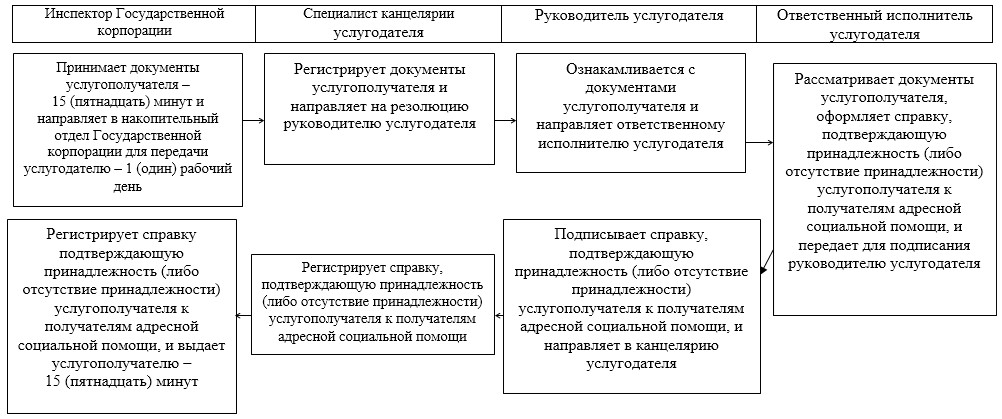 Инспектор Государственной
корпорации
Специалист канцелярии
услугодателя
Руководитель услугодателя
Ответственный исполнитель
услугодателя
Принимает документы
услугополучателя –
15 (пятнадцать) минут и
направляет в накопительный
отдел Государственной
корпорации для передачи
услугодателю – 1 (один) рабочий
день
Регистрирует документы
услугополучателя и
направляет на резолюцию
руководителю услугодателя
Ознакамливается с
документами
услугополучателя и
направляет ответственному
исполнителю услугодателя
Рассматривает документы
услугополучателя,
оформляет справку,
подтверждающую
принадлежность (либо
отсутствие принадлежности)
услугополучателя к
получателям адресной
социальной помощи, и
передает для подписания
руководителю услугодателя
Подписывает справку,
подтверждающую
принадлежность (либо отсутствие
принадлежности)
услугополучателя к получателям
адресной социальной помощи, и
направляет в канцелярию
услугодателя
Регистрирует справку,
подтверждающую принадлежность
(либо отсутствие принадлежности)
услугополучателя к получателям
адресной социальной помощи
Регистрирует справку
подтверждающую
принадлежность (либо
отсутствие принадлежности)
услугополучателя к
получателям адресной
социальной помощи, и выдает
услугополучателю –
15 (пятнадцать) минут